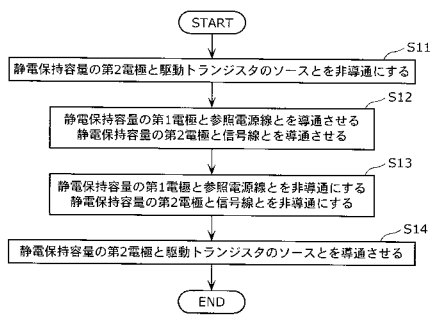 START
S11
静電保持容量の第2電極と駆動トランジスタのソースとを非導通にする
S12
静電保持容量の第1電極と参照電源線とを導通させる
静電保持容量の第2電極と信号線とを導通させる
S13
静電保持容量の第1電極と参照電源線とを非導通にする
静電保持容量の第2電極と信号線とを非導通にする
S14
静電保持容量の第2電極と駆動トランジスタのソースとを導通させる
END